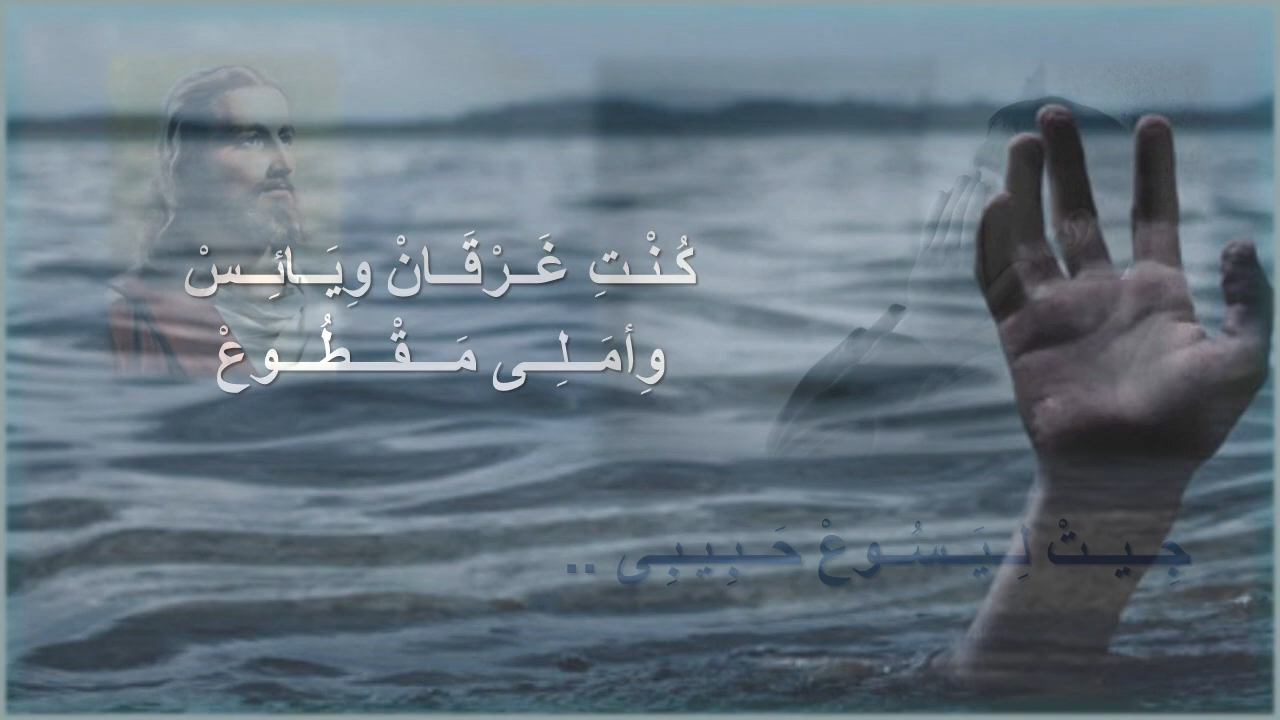 كُنْتِ غَرْقَانْ وِيَائِسْ
وِأمَلِى مَقْطُوعْ
جِيتْ لِيَسُوعْ حَبِيبِى ..